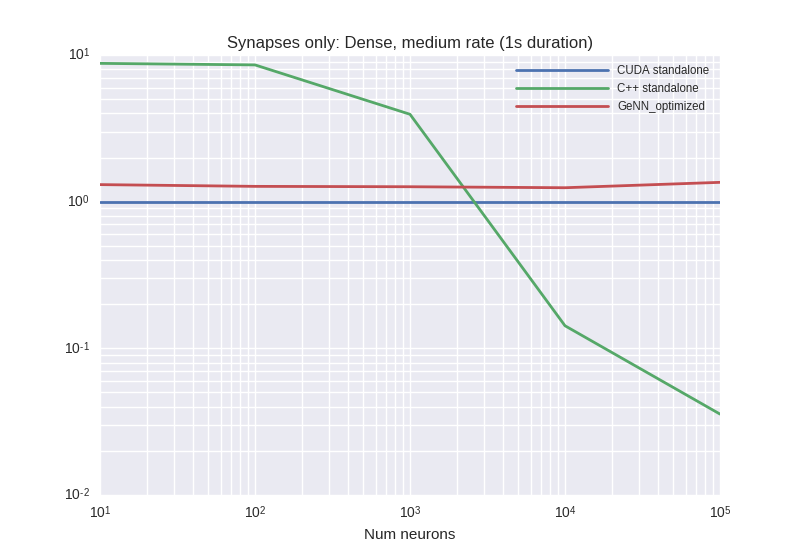 Synapses only: Dense, medium rate (1s duration)
CUDA standalone
C++ standalone
GeNN_optimized
10¹
10⁰
10⁻¹
10⁻²
10¹ 10² 10³ 10⁴ 10⁵
Num neurons